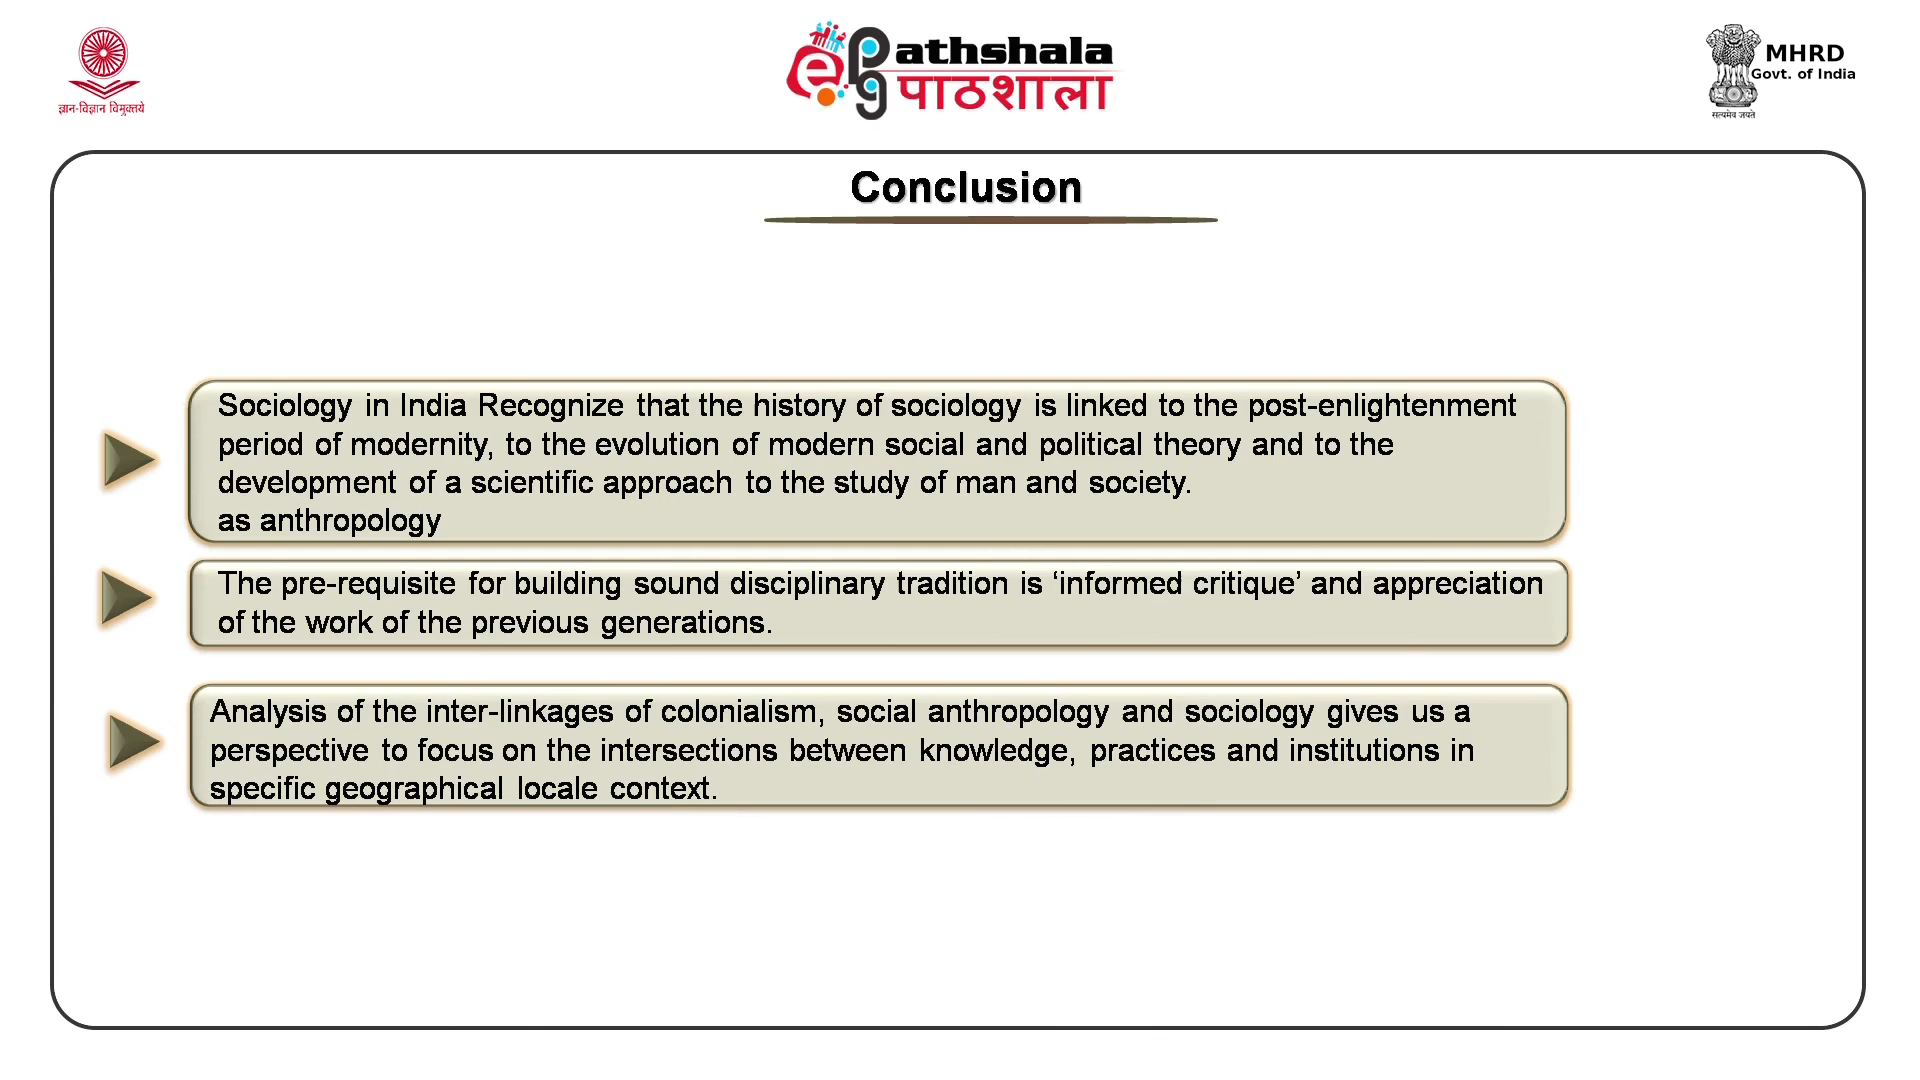 ज्ञान-विज्ञान विमुक्तये
ePG athshala
पाठशाला
MHRD
Govt. of India
सत्यमेव जयते
Conclusion
Sociology in India Recognize that the history of sociology is linked to the post-enlightenment
period of modernity, to the evolution of modern social and political theory and to the
development of a scientific approach to the study of man and society.
as anthropology
The pre-requisite for building sound disciplinary tradition is ‘informed critique’ and appreciation
of the work of the previous generations.
Analysis of the inter-linkages of colonialism, social anthropology and sociology gives us a
perspective to focus on the intersections between knowledge, practices and institutions in
specific geographical locale context.